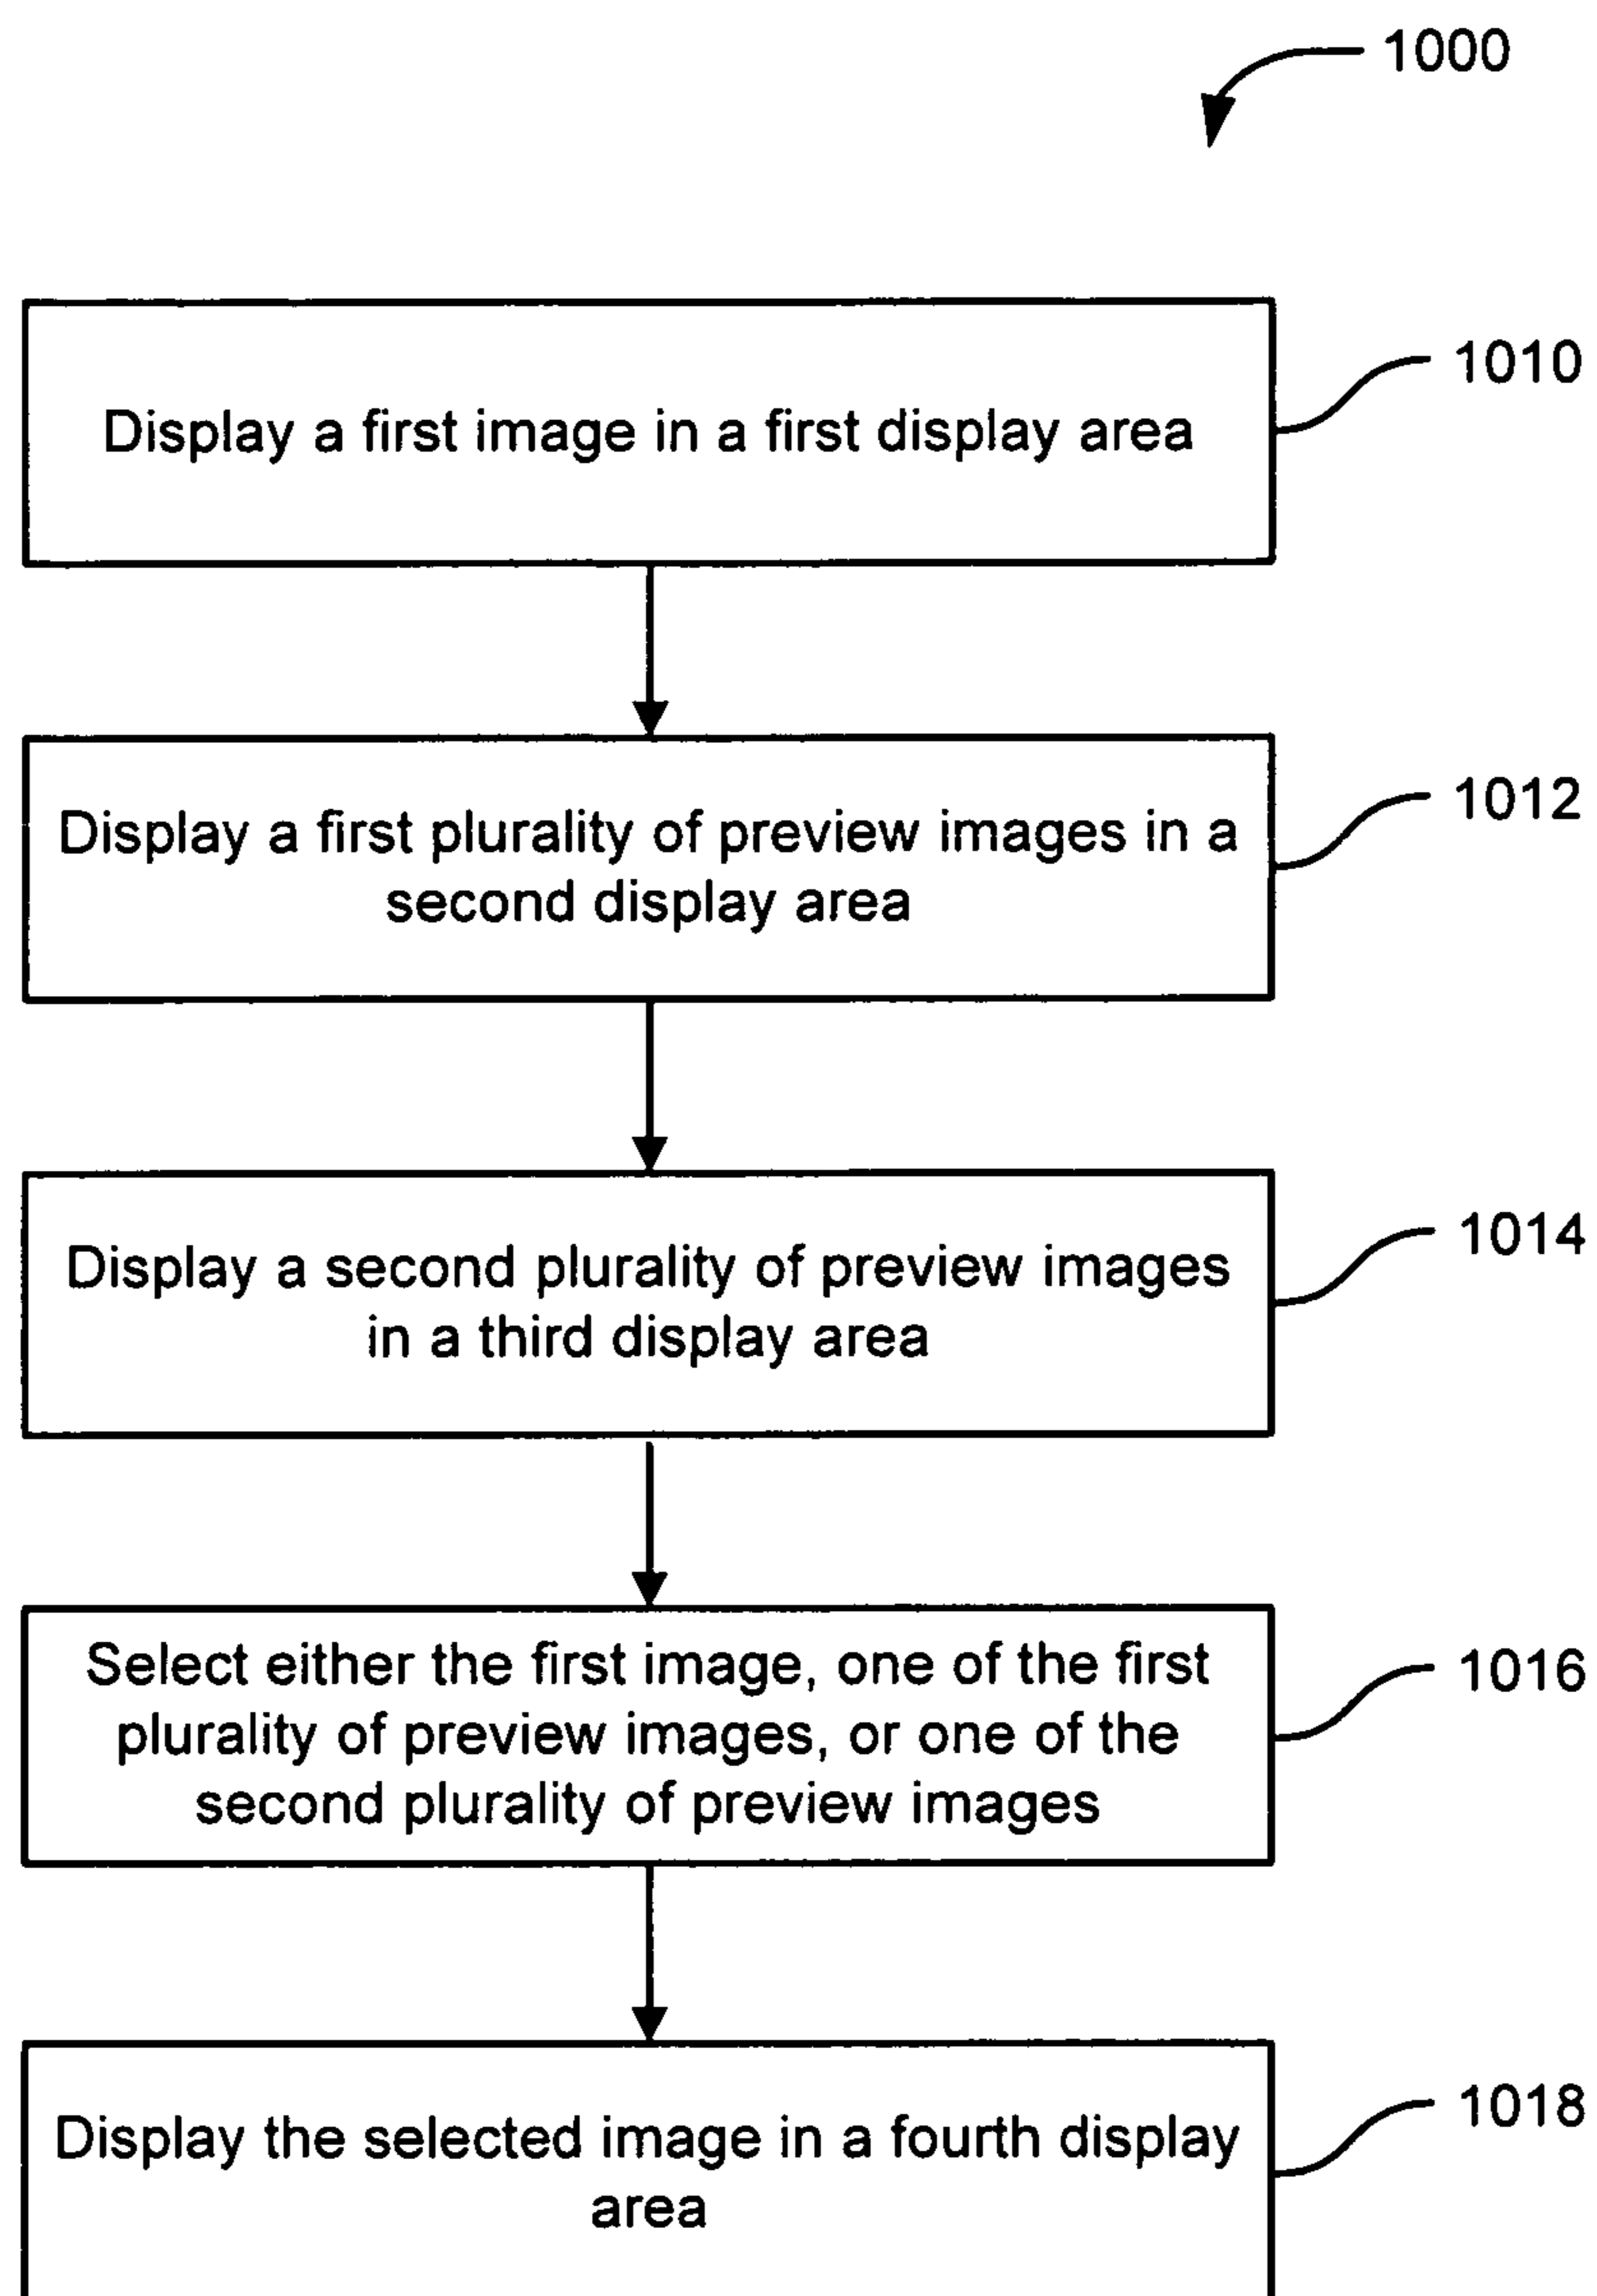 1000
Display a first image in a first display area
1010
Display a first plurality of preview images in a
second display area
1012
Display a second plurality of preview images
in a third display area
1014
Select either the first image, one of the first
plurality of preview images, or one of the
second plurality of preview images
1016
Display the selected image in a fourth display
area
1018